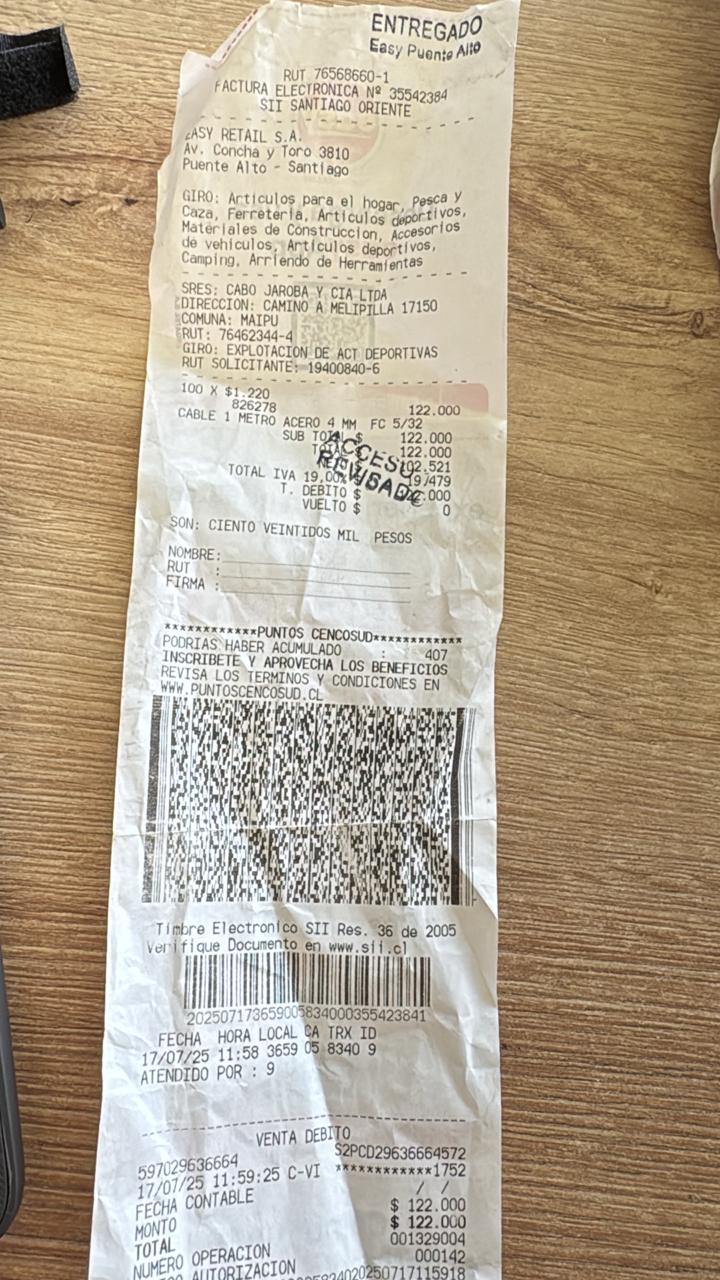 ENTREGADO
Easy Puente Alto
RUT 76568660-1
FACTURA ELECTRONICA Nº 35542384
SII SANTIAGO ORIENTE
EASY RETAIL S.A.
Av. Concha y Toro 3810
Puente Alto - Santiago
GIRO: Articulos para el hogar, Pesca y
Caza, Ferreteria, Articulos deportivos,
Materiales de Construccion, Accesorios
de vehiculos, Articulos deportivos,
Camping, Arriendo de Herramientas
SRES: CABO JAROBA Y CIA LTDA
DIRECCION: CAMINO A MELIPILLA 17150
COMUNA: MAIPU
RUT: 76462344-4
GIRO: EXPLOTACION DE ACT DEPORTIVAS
RUT SOLICITANTE: 19400840-6
100 X $1.220
826278 122.000
CABLE 1 METRO ACERO 4 MM FC 5/32
SUB TOTAL $ 122.000
122.000
102.521
TOTAL IVA 19,00% 19.479
T. DEBITO $
VUELTO $ 0
ACCESO
REVISADO
SON: CIENTO VEINTIDOS MIL PESOS
NOMBRE:
RUT :
FIRMA :
***********PUNTOS CENCOSUD***********
PODRIAS HABER ACUMULADO : 407
INSCRIBETE Y APROVECHA LOS BENEFICIOS
REVISA LOS TERMINOS Y CONDICIONES EN
WWW.PUNTOSCENCOSUD.CL
Timbre Electronico SII Res. 36 de 2005
Verifique Documento en www.sii.cl
202507173659005834000355423841
FECHA HORA LOCAL CA TRX ID
17/07/25 11:58 3659 05 8340 9
ATENDIDO POR : 9
VENTA DEBITO
597029636664 S2PCD29636664572
17/07/25 11:59:25 C-VI ************1752
FECHA CONTABLE / /
MONTO $ 122.000
TOTAL $ 122.000
NUMERO OPERACION 001329004
AUTORIZACION 000142